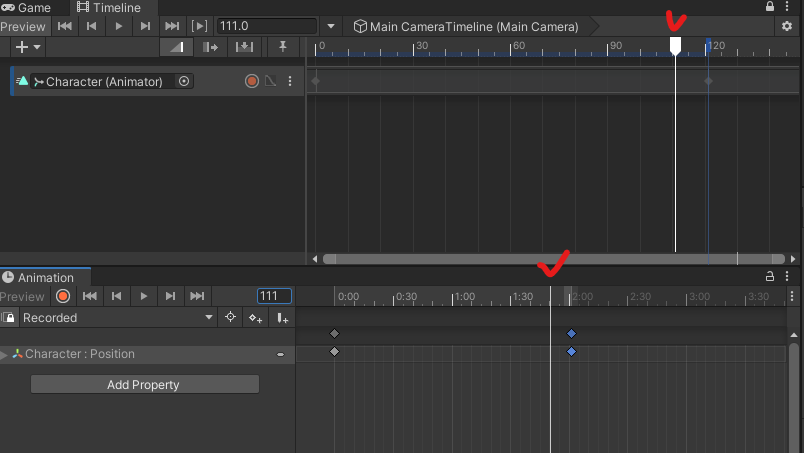 Game Timeline
Preview 111.0 Main CameraTimeline (Main Camera)
0 30 60 90 120
Character (Animator)
Animation
Preview 111 0:00 0:30 1:00 1:30 2:00 2:30 3:00 3:30
Recorded
Character : Position
Add Property